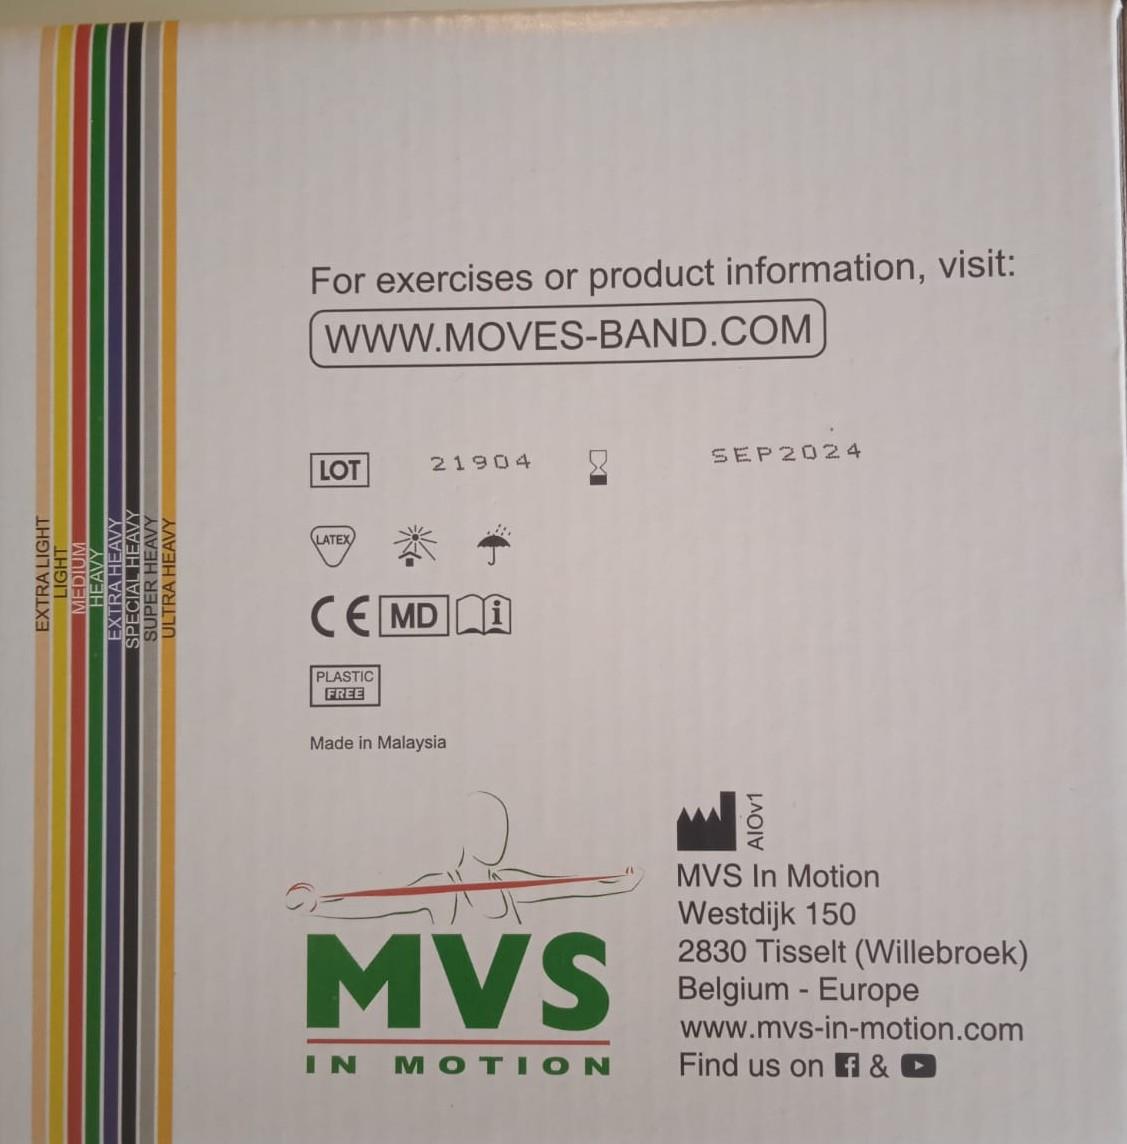 For exercises or product information, visit:
WWW.MOVES-BAND.COM
LOT 21904 SEP2024
LATEX
CE MD i
PLASTIC
FREE
Made in Malaysia
EXTRA LIGHT
LIGHT
MEDIUM
HEAVY
EXTRA HEAVY
SPECIAL HEAVY
SUPER HEAVY
ULTRA HEAVY
MVS
IN MOTION
AIOv1
MVS In Motion
Westdijk 150
2830 Tisselt (Willebroek)
Belgium - Europe
www.mvs-in-motion.com
Find us on f &